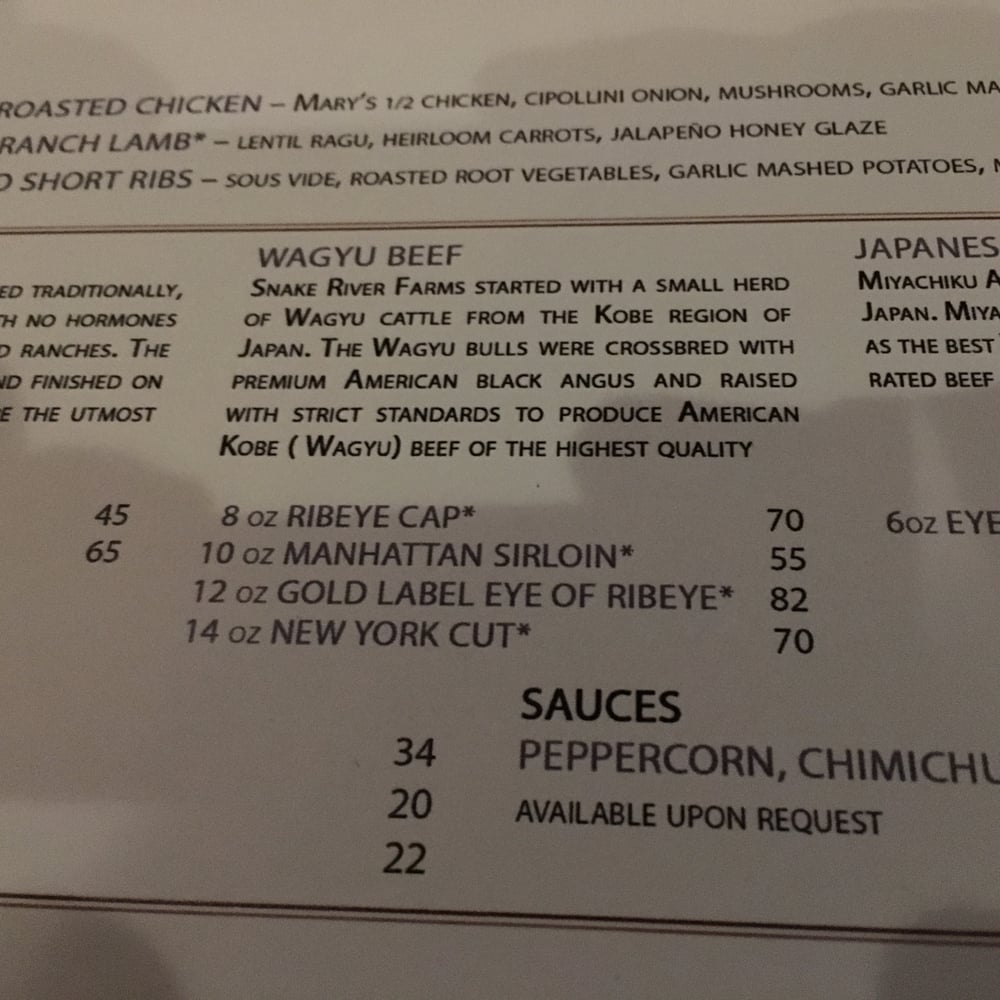 ROASTED CHICKEN – MARY'S 1/2 CHICKEN, CIPOLLINI ONION, MUSHROOMS, GARLIC MA
RANCH LAMB* – LENTIL RAGU, HEIRLOOM CARROTS, JALAPEÑO HONEY GLAZE
D SHORT RIBS – SOUS VIDE, ROASTED ROOT VEGETABLES, GARLIC MASHED POTATOES,
ED TRADITIONALLY,
TH NO HORMONES
D RANCHES. THE
ND FINISHED ON
E THE UTMOST
45
65
WAGYU BEEF
SNAKE RIVER FARMS STARTED WITH A SMALL HERD
OF WAGYU CATTLE FROM THE KOBE REGION OF
JAPAN. THE WAGYU BULLS WERE CROSSBRED WITH
PREMIUM AMERICAN BLACK ANGUS AND RAISED
WITH STRICT STANDARDS TO PRODUCE AMERICAN
KOBE ( WAGYU) BEEF OF THE HIGHEST QUALITY
8 oz RIBEYE CAP* 70
10 oz MANHATTAN SIRLOIN* 55
12 oz GOLD LABEL EYE OF RIBEYE* 82
14 oz NEW YORK CUT* 70
JAPANES
MIYACHIKU A
JAPAN. MIYA
AS THE BEST
RATED BEEF
6oz EYE
34
20
22
SAUCES
PEPPERCORN, CHIMICHU
AVAILABLE UPON REQUEST